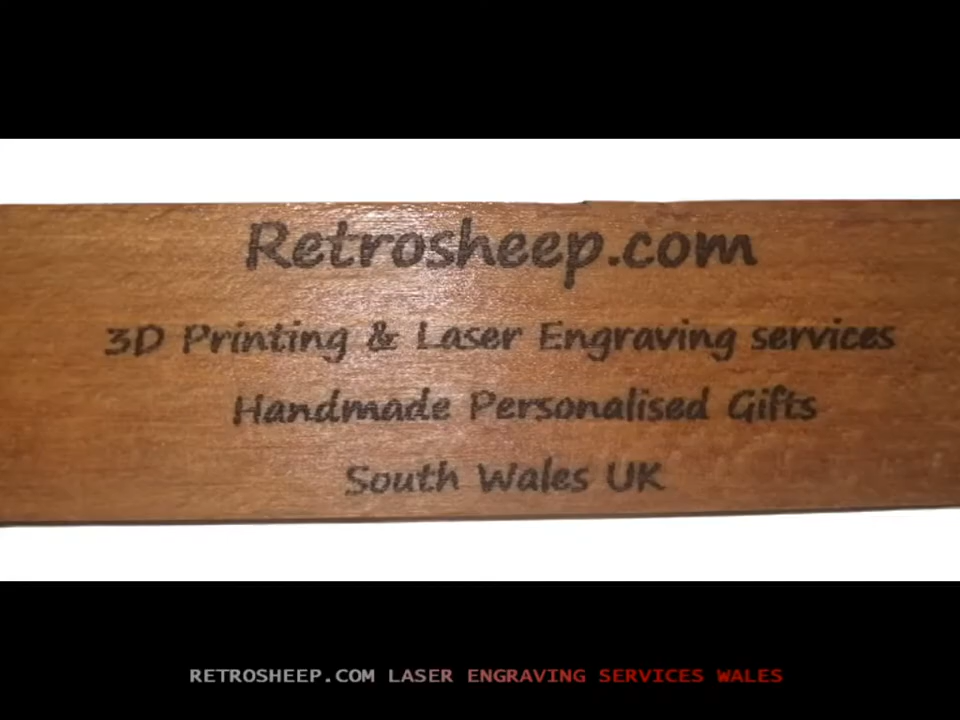 Retrosheep.com
3D Printing & Laser Engraving services
Handmade Personalised Gifts
South Wales UK
RETROSHEEP.COM LASER ENGRAVING SERVICES WALES